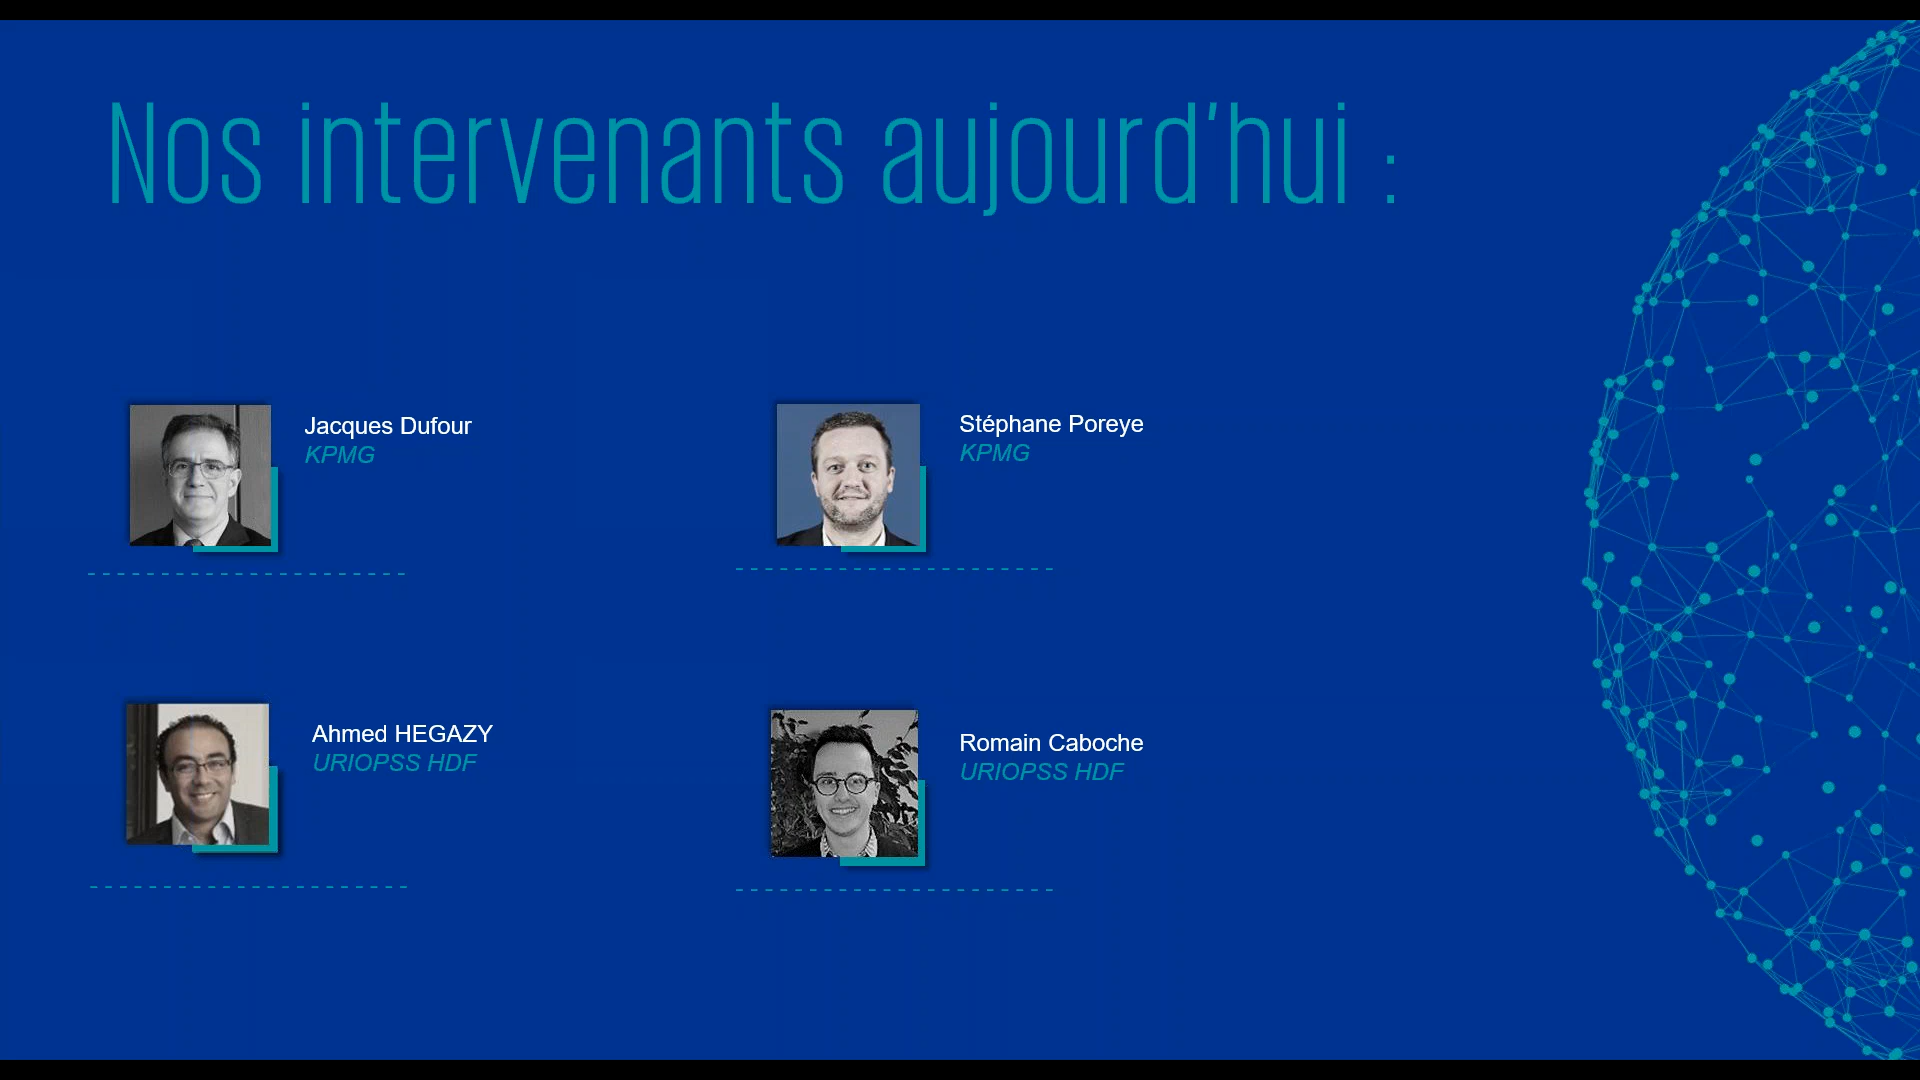 Nos intervenants aujourd'hui :
Jacques Dufour
KPMG
Stéphane Poreye
KPMG
Ahmed HEGAZY
URIOPSS HDF
Romain Caboche
URIOPSS HDF